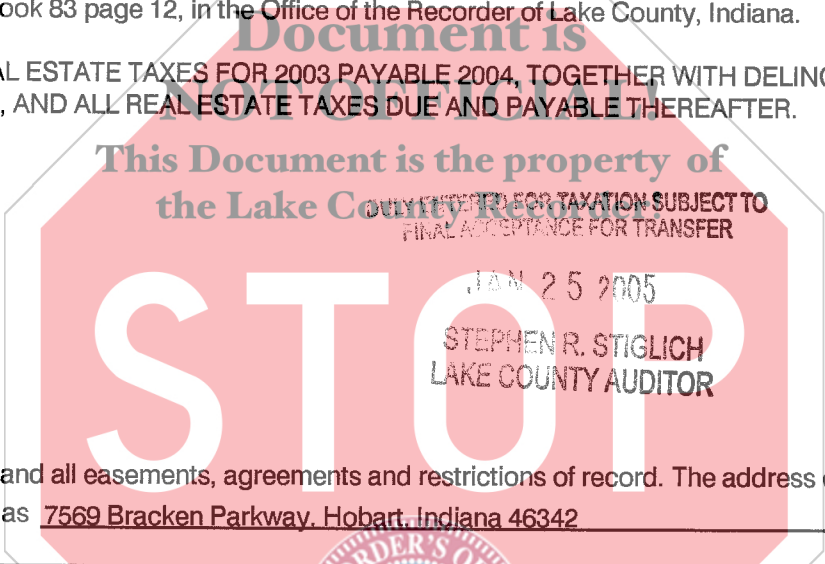 ook 83 page 12, in the Office of the Recorder of Lake County, Indiana.
Document is
AL ESTATE TAXES FOR 2003 PAYABLE 2004, TOGETHER WITH DELINQ
NOT OFFICIAL!
, AND ALL REAL ESTATE TAXES DUE AND PAYABLE THEREAFTER.
This Document is the property of
the Lake County Recorder!
DULY ENTERED FOR TAXATION SUBJECT TO
FINAL ACCEPTANCE FOR TRANSFER
JAN 25 2005
STEPHEN R. STIGLICH
LAKE COUNTY AUDITOR
STOP
and all easements, agreements and restrictions of record. The address
as 7569 Bracken Parkway, Hobart, Indiana 46342
RDER'S O